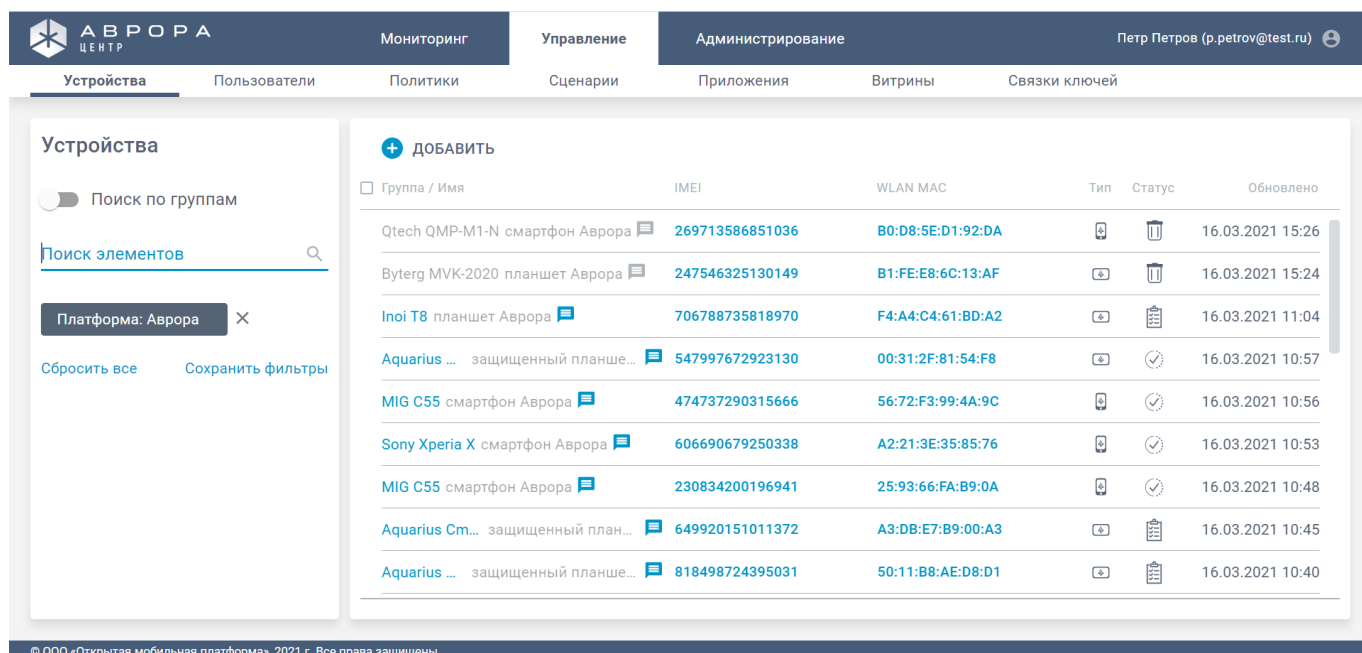 АВРОРА
ЦЕНТР
Мониторинг Управление Администрирование Петр Петров (p.petrov@test.ru)
Устройства Пользователи Политики Сценарии Приложения Витрины Связки ключей
Устройства
Поиск по группам
Поиск элементов
Платформа: Аврора
Сбросить все Сохранить фильтры
ДОБАВИТЬ
Группа / Имя IMEI WLAN MAC Тип Статус Обновлено
Qtech QMP-M1-N смартфон Аврора 269713586851036 B0:D8:5E:D1:92:DA 16.03.2021 15:26
Byterg MVK-2020 планшет Аврора 247546325130149 B1:FE:E8:6C:13:AF 16.03.2021 15:24
Inoi T8 планшет Аврора 706788735818970 F4:A4:C4:61:BD:A2 16.03.2021 11:04
Aquarius ... защищенный планше... 547997672923130 00:31:2F:81:54:F8 16.03.2021 10:57
MIG C55 смартфон Аврора 474737290315666 56:72:F3:99:4A:9C 16.03.2021 10:56
Sony Xperia X смартфон Аврора 606690679250338 A2:21:3E:35:85:76 16.03.2021 10:53
MIG C55 смартфон Аврора 230834200196941 25:93:66:FA:B9:0A 16.03.2021 10:48
Aquarius Cm... защищенный план... 649920151011372 A3:DB:E7:B9:00:A3 16.03.2021 10:45
Aquarius ... защищенный планше... 818498724395031 50:11:B8:AE:D8:D1 16.03.2021 10:40
© ООО «Открытая мобильная платформа», 2021 г. Все права защищены